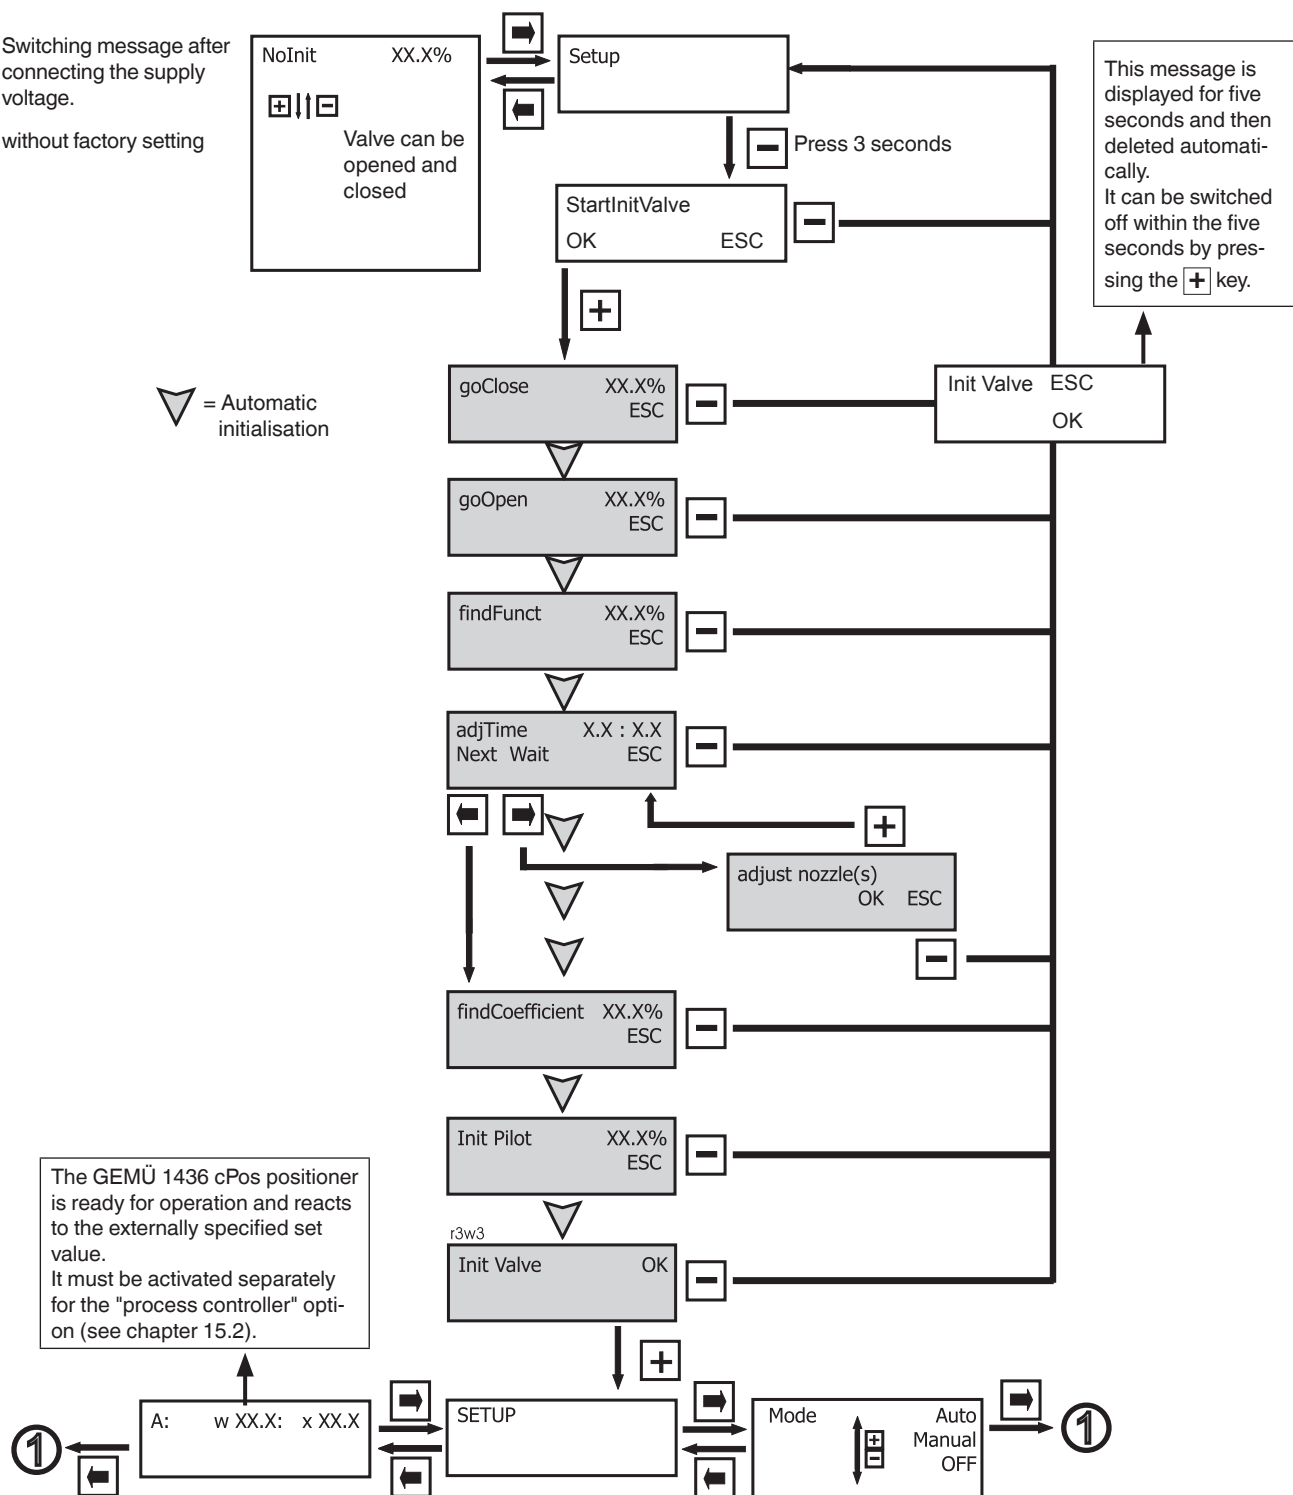 Switching message after
connecting the supply
voltage.
without factory setting
NoInit XX.X%
+ −
Valve can be
opened and
closed
Setup
− Press 3 seconds
StartInitValve
OK ESC
−
This message is
displayed for five
seconds and then
deleted automati-
cally.
It can be switched
off within the five
seconds by pres-
sing the + key.
+
= Automatic
initialisation
goClose XX.X%
ESC
−
Init Valve ESC
OK
goOpen XX.X%
ESC
−
findFunct XX.X%
ESC
−
adjTime X.X : X.X
Next Wait ESC
−
+
adjust nozzle(s)
OK ESC
−
findCoefficient XX.X%
ESC
−
Init Pilot XX.X%
ESC
−
The GEMÜ 1436 cPos positioner
is ready for operation and reacts
to the externally specified set
value.
It must be activated separately
for the "process controller" opti-
on (see chapter 15.2).
r3w3
Init Valve OK
−
+
1
A: w XX.X: x XX.X
SETUP
Mode Auto
+ Manual
− OFF
1